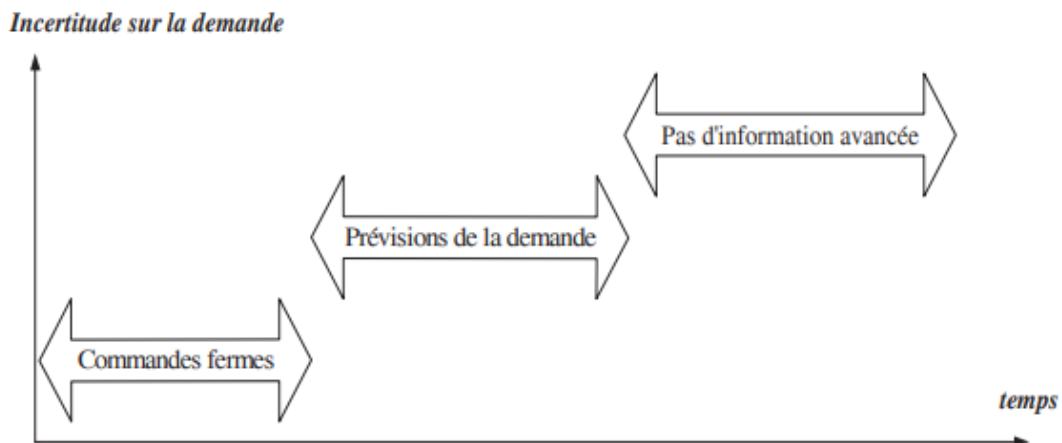 Incertitude sur la demande
Pas d'information avancée
Prévisions de la demande
Commandes fermes
temps